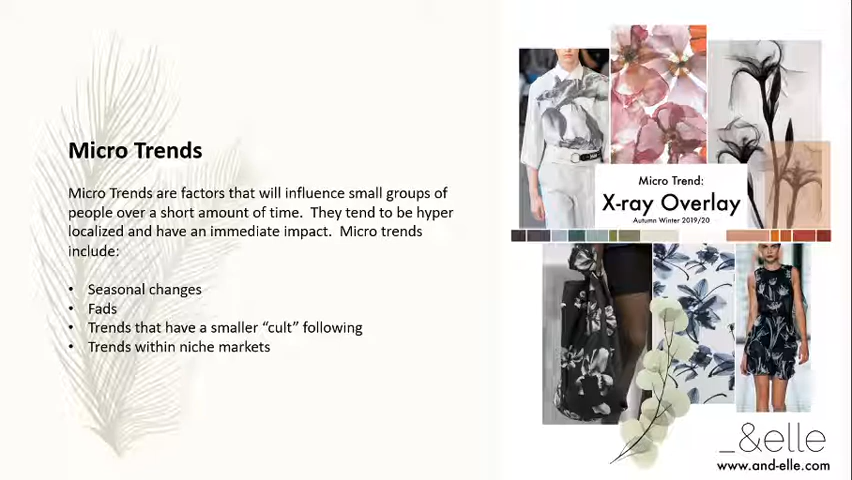 Micro Trends
Micro Trends are factors that will influence small groups of
people over a short amount of time. They tend to be hyper
localized and have an immediate impact. Micro trends
include:
• Seasonal changes
• Fads
• Trends that have a smaller “cult” following
• Trends within niche markets
Micro Trend:
X-ray Overlay
Autumn Winter 2019/20
_&elle
www.and-elle.com